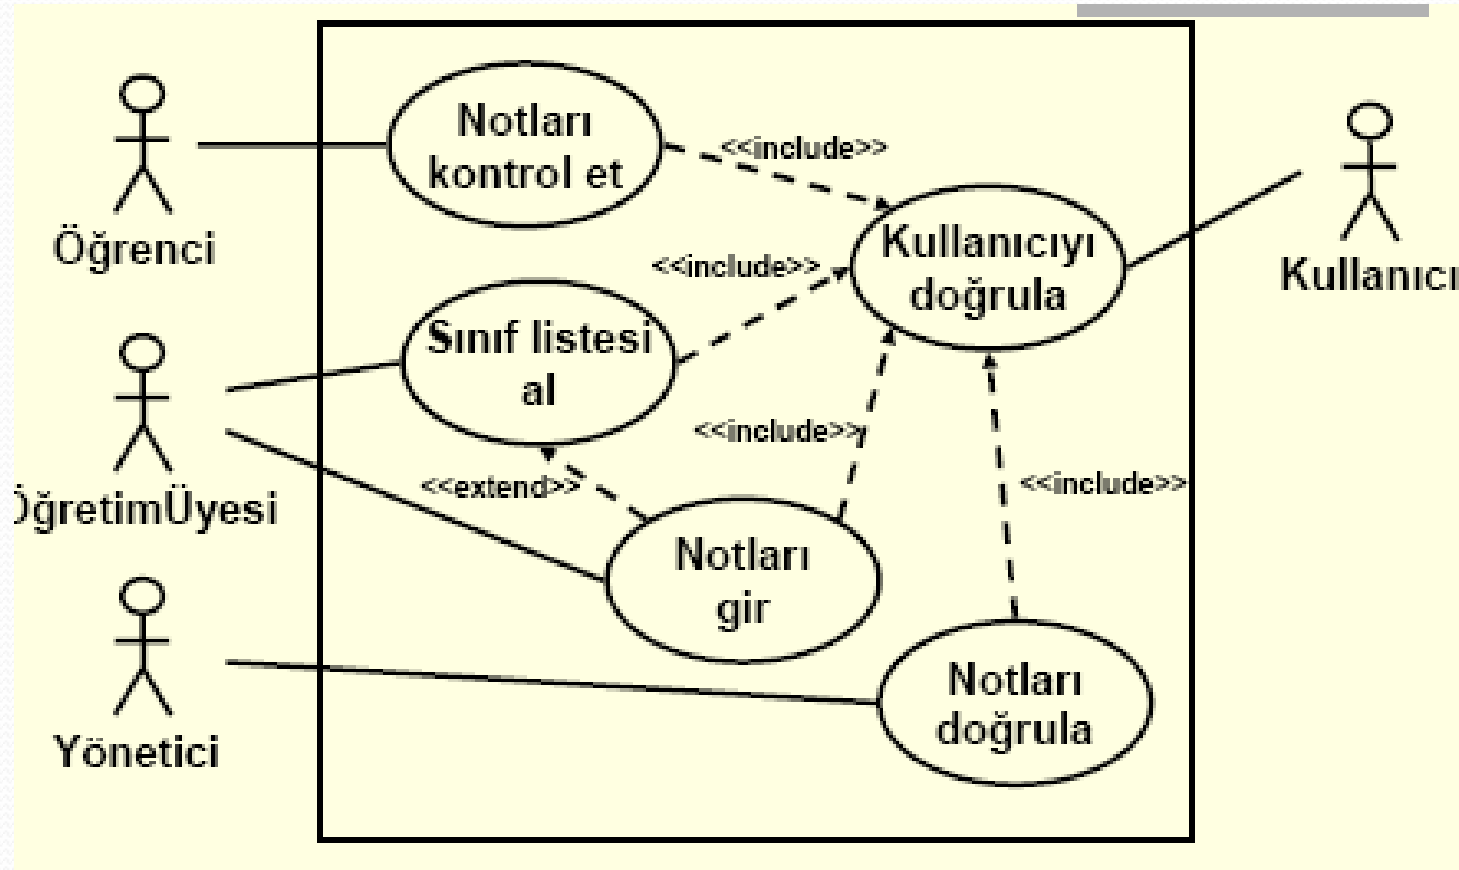 Notları
kontrol et
<<include>>
Öğrenci
Kullanıcıyı
doğrula
<<include>>
Kullanıcı
Sınıf listesi
al
<<include>>
ÖğretimÜyesi
<<extend>>
<<include>>
Notları
gir
Notları
doğrula
Yönetici